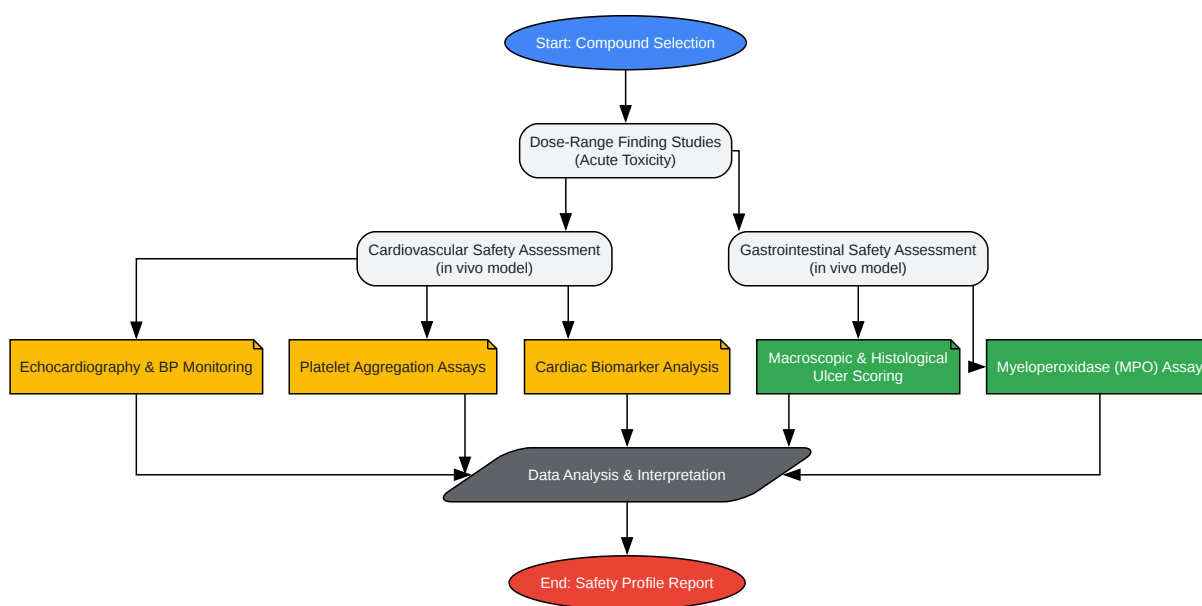 Start: Compound Selection
Dose-Range Finding Studies
(Acute Toxicity)
Cardiovascular Safety Assessment
(in vivo model)
Gastrointestinal Safety Assessment
(in vivo model)
Echocardiography & BP Monitoring
Platelet Aggregation Assays
Cardiac Biomarker Analysis
Macroscopic & Histological
Ulcer Scoring
Myeloperoxidase (MPO) Assay
Data Analysis & Interpretation
End: Safety Profile Report